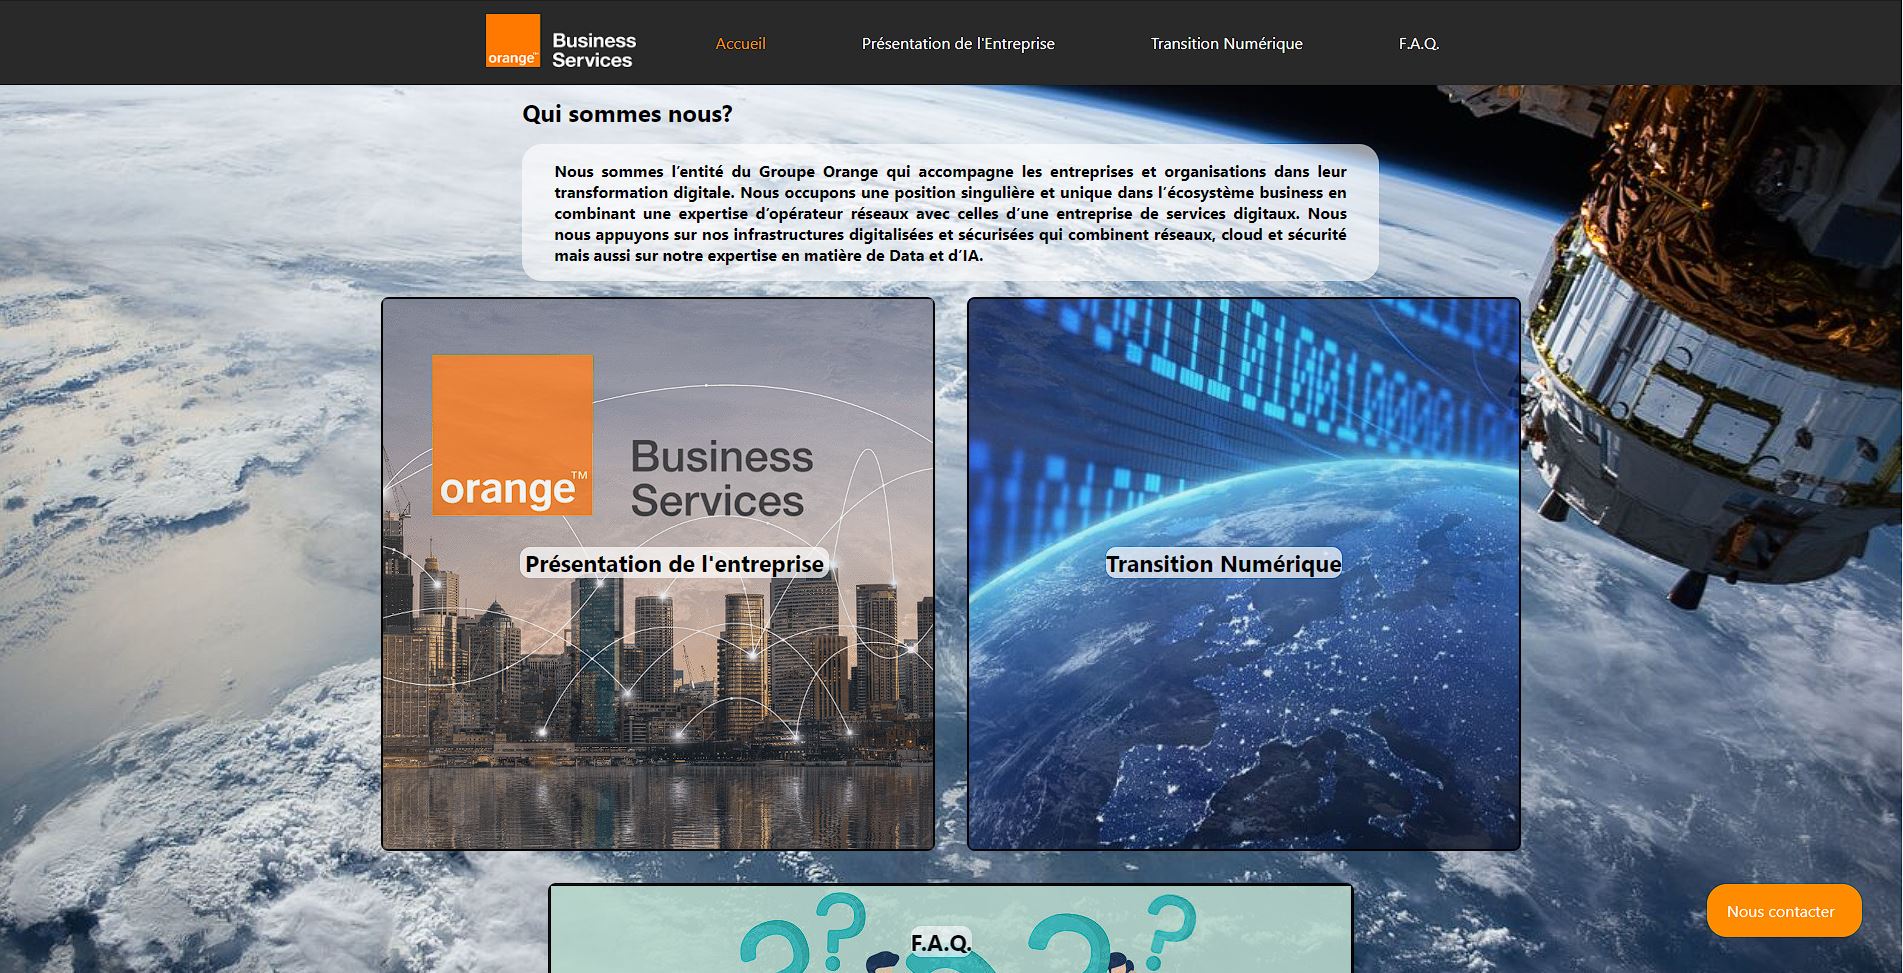 orange™
Business
Services
Accueil
Présentation de l'Entreprise
Transition Numérique
F.A.Q.
Qui sommes nous?
Nous sommes l’entité du Groupe Orange qui accompagne les entreprises et organisations dans leur
transformation digitale. Nous occupons une position singulière et unique dans l’écosystème business en
combinant une expertise d’opérateur réseaux avec celles d’une entreprise de services digitaux. Nous
nous appuyons sur nos infrastructures digitalisées et sécurisées qui combinent réseaux, cloud et sécurité
mais aussi sur notre expertise en matière de Data et d’IA.
orange™
Business
Services
Présentation de l'entreprise
Transition Numérique
F.A.Q.
Nous contacter